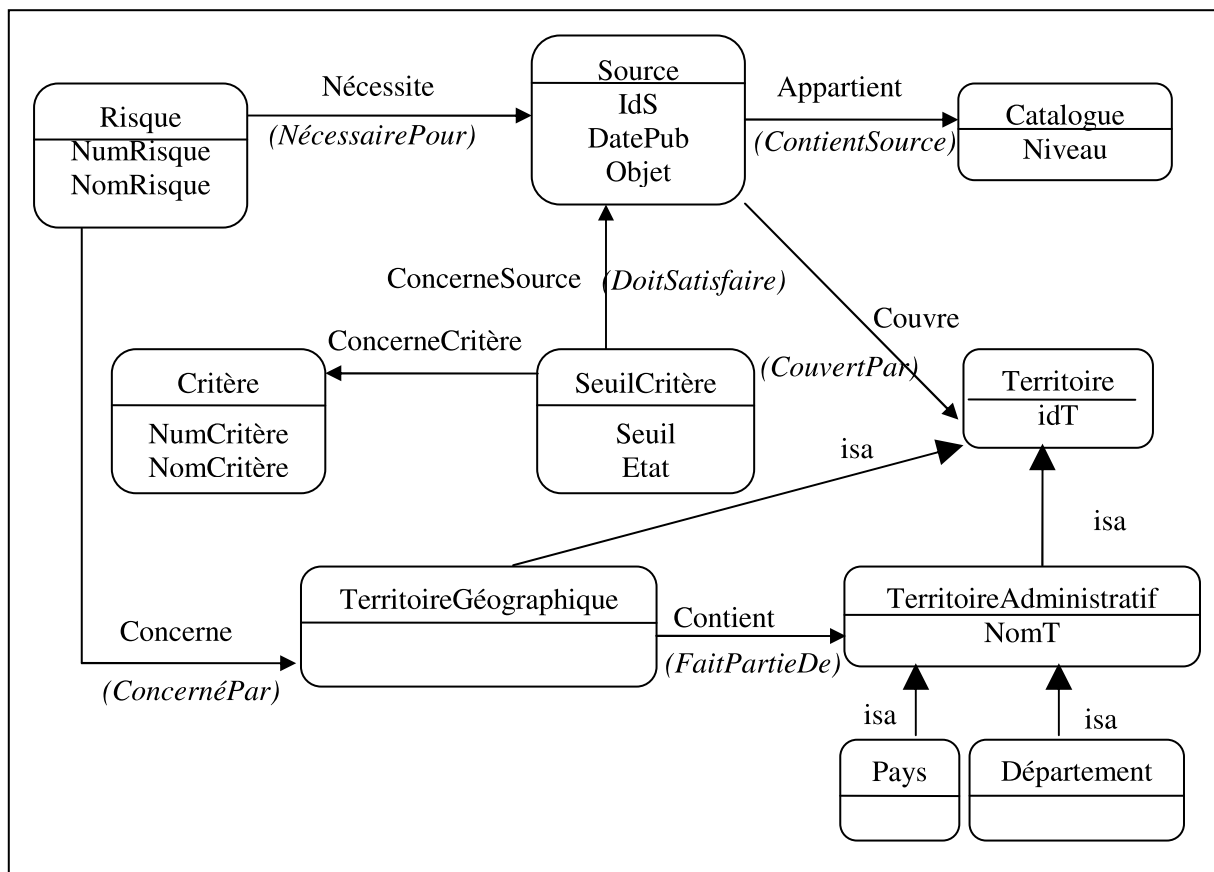 Risque
NumRisque
NomRisque
Nécessite
(NécessairePour)
Source
IdS
DatePub
Objet
Appartient
(ContientSource)
Catalogue
Niveau
ConcerneSource
(DoitSatisfaire)
Couvre
(CouvertPar)
ConcerneCritère
Critère
NumCritère
NomCritère
SeuilCritère
Seuil
Etat
Territoire
idT
isa
isa
TerritoireGéographique
Contient
(FaitPartieDe)
TerritoireAdministratif
NomT
Concerne
(ConcernéPar)
isa
isa
Pays
Département